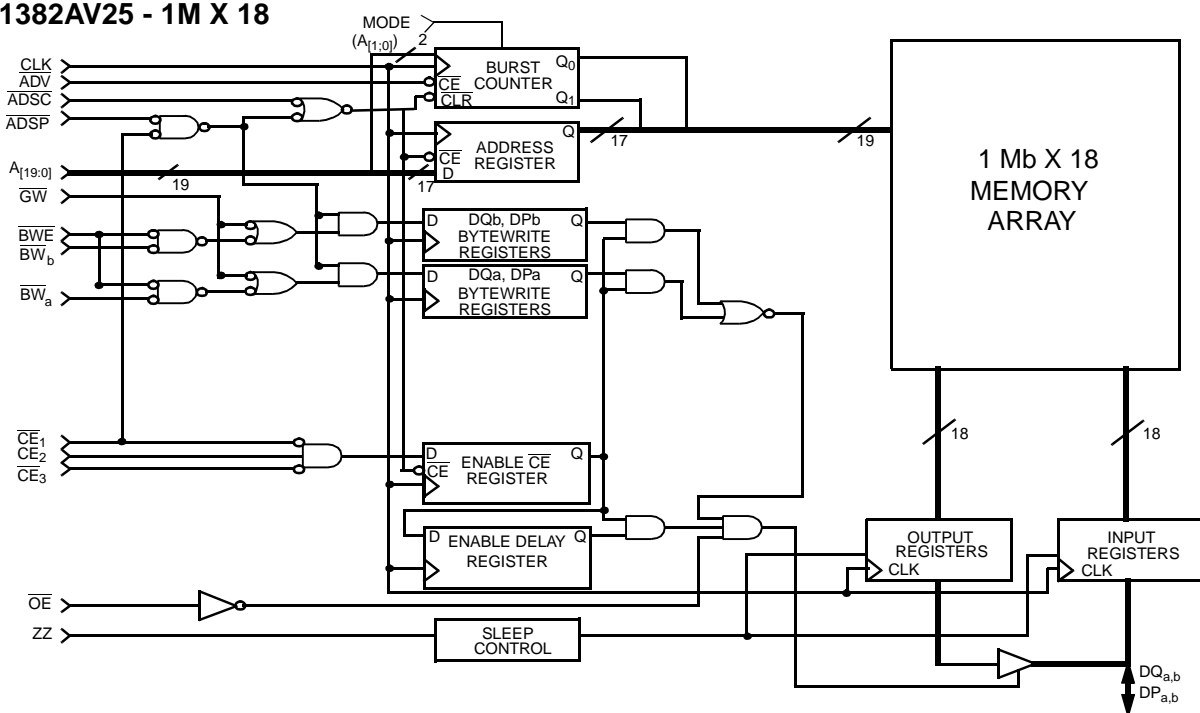 1382AV25 - 1M X 18
MODE
(A[1;0])
2
CLK
ADV
ADSC
ADSP
A[19:0]
19
GW
BWE
BWb
BWa
CE1
CE2
CE3
OE
ZZ
BURST
COUNTER
CE
CLR
Q0
Q1
ADDRESS
REGISTER
CE
D
Q
17
17
19
1 Mb X 18
MEMORY
ARRAY
D
DQb, DPb
BYTEWRITE
REGISTERS
Q
D
DQa, DPa
BYTEWRITE
REGISTERS
Q
D
ENABLE CE
REGISTER
CE
Q
D
ENABLE DELAY
REGISTER
Q
SLEEP
CONTROL
18
18
OUTPUT
REGISTERS
CLK
INPUT
REGISTERS
CLK
DQa,b
DPa,b